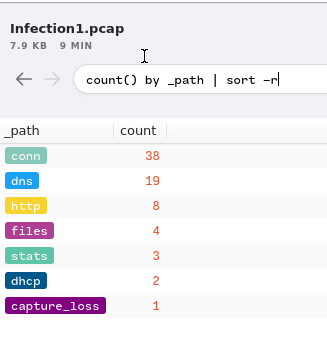 Infection1.pcap
7.9 KB 9 MIN
count() by _path | sort -r
_path count
conn 38
dns 19
http 8
files 4
stats 3
dhcp 2
capture_loss 1